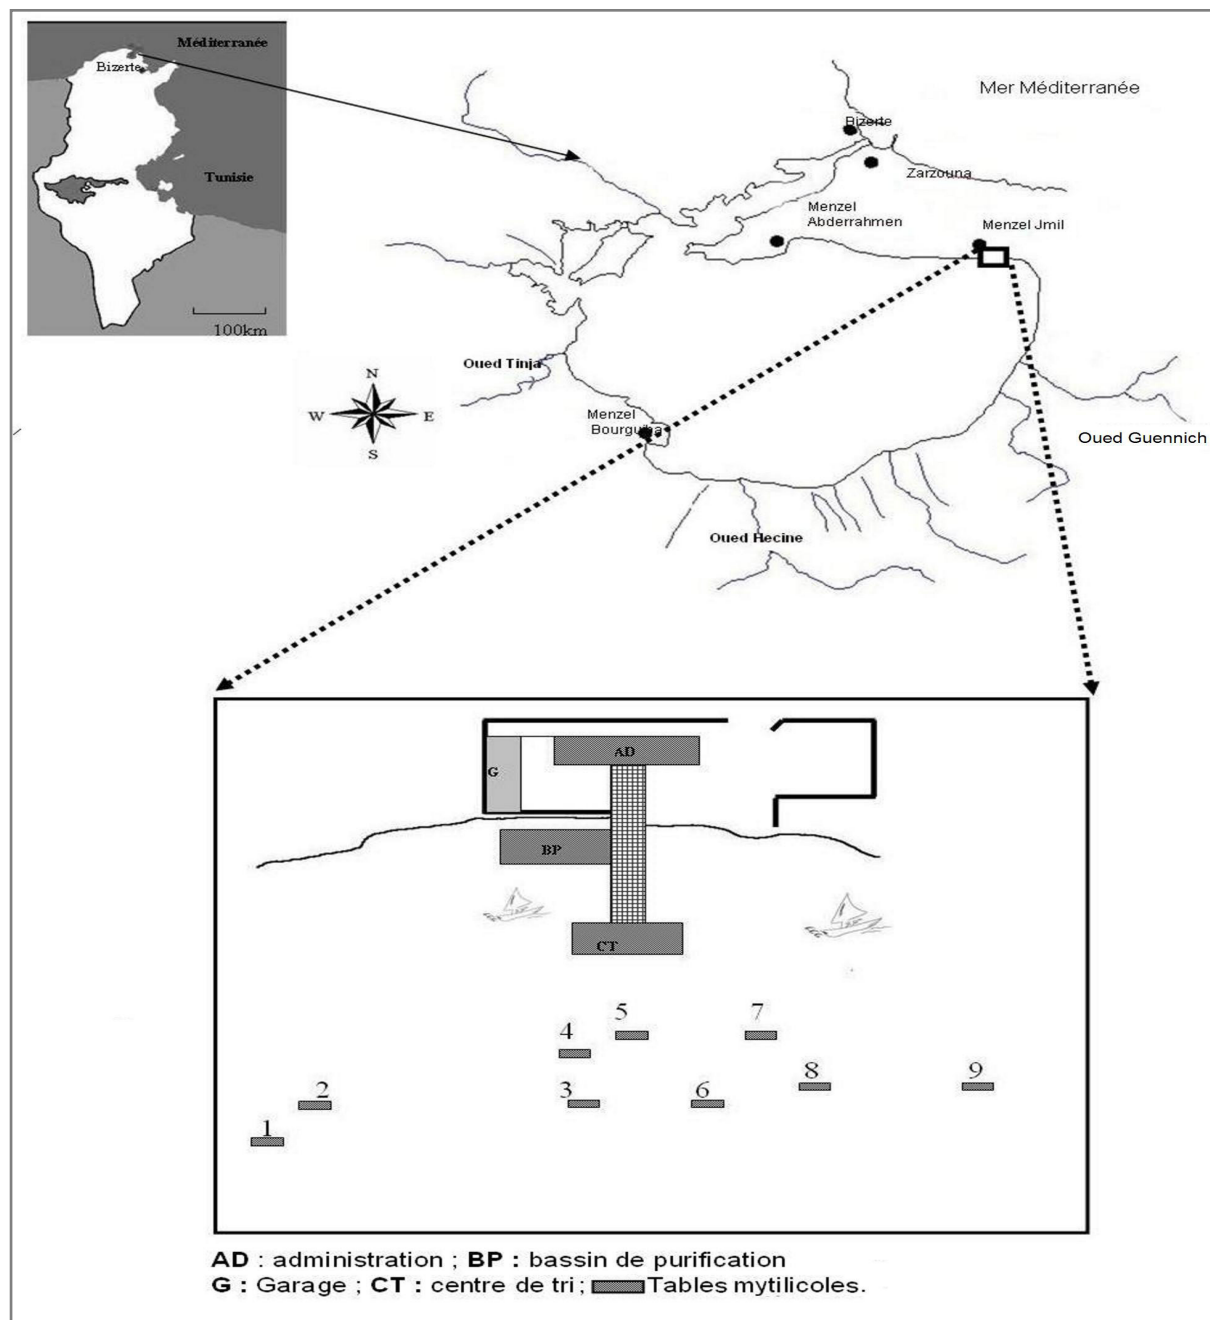 Méditerranée
Bizerte
Tunisie
100km
Mer Méditerranée
Bizerte
Zarzouna
Menzel
Abderrahmen
Menzel Jmil
Oued Tinja
N
W E
S
Menzel
Bourguiba
Oued Guennich
Oued Hecine
AD
G
BP
CT
5
7
4
8
9
2
3
6
1
AD : administration ; BP : bassin de purification
G : Garage ; CT : centre de tri ; Tables mytilicoles.